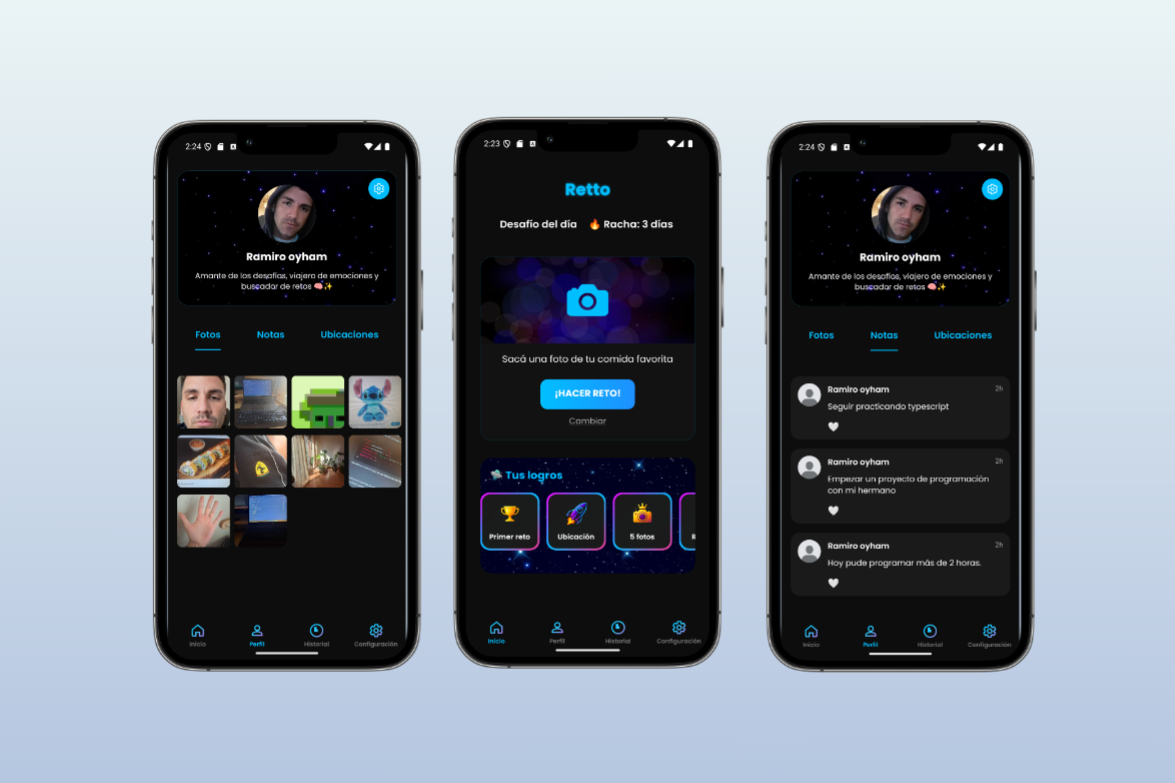 2:24
Ramiro oyham
Amante de los desafíos, viajero de emociones y
buscador de retos 🧠✨
Fotos Notas Ubicaciones
Inicio Perfil Historial Configuración
2:23
Retto
Desafío del día 🔥 Racha: 3 días
Sacá una foto de tu comida favorita
¡HACER RETO!
Cambiar
Tus logros
Primer reto Ubicación 5 fotos
Inicio Perfil Historial Configuración
2:24
Ramiro oyham
Amante de los desafíos, viajero de emociones y
buscador de retos 🧠✨
Fotos Notas Ubicaciones
Ramiro oyham 2h
Seguir practicando typescript
Ramiro oyham 2h
Empezar un proyecto de programación
con mi hermano
Ramiro oyham 2h
Hoy pude programar más de 2 horas.
Inicio Perfil Historial Configuración